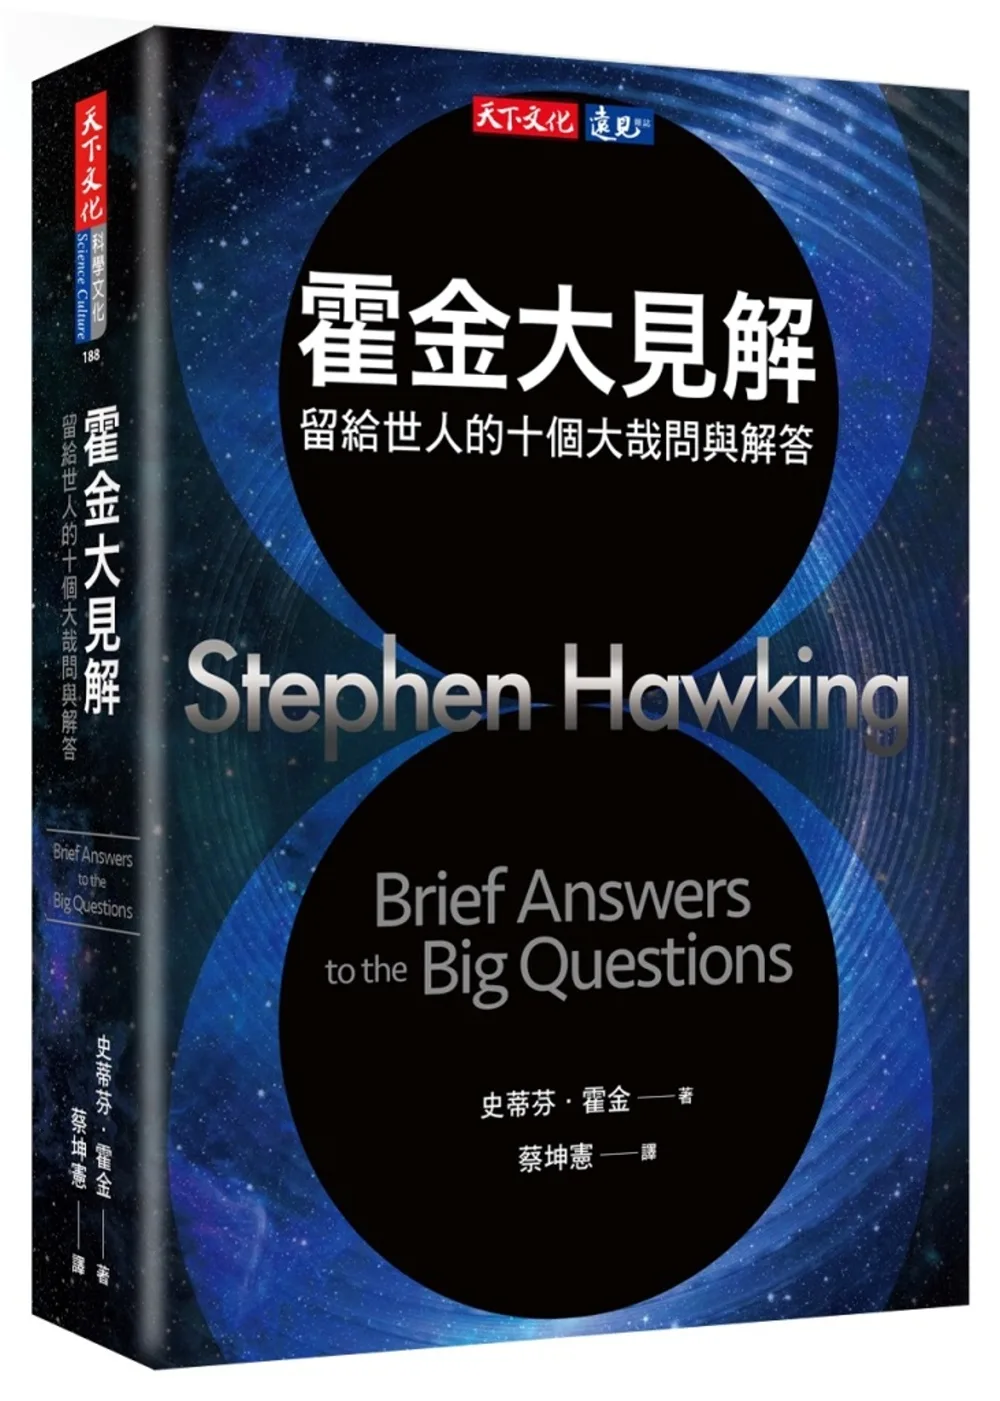 天下文化
遠見雜誌
霍金大見解
留給世人的十個大哉問與解答
Stephen Hawking
Brief Answers
to the Big Questions
史蒂芬·霍金——著
蔡坤憲——譯
天下文化
科學文化
Science Culture
188
霍金大見解
留給世人的十個大哉問與解答
Brief Answers
to the
Big Questions
史蒂芬·霍金——著
蔡坤憲——譯